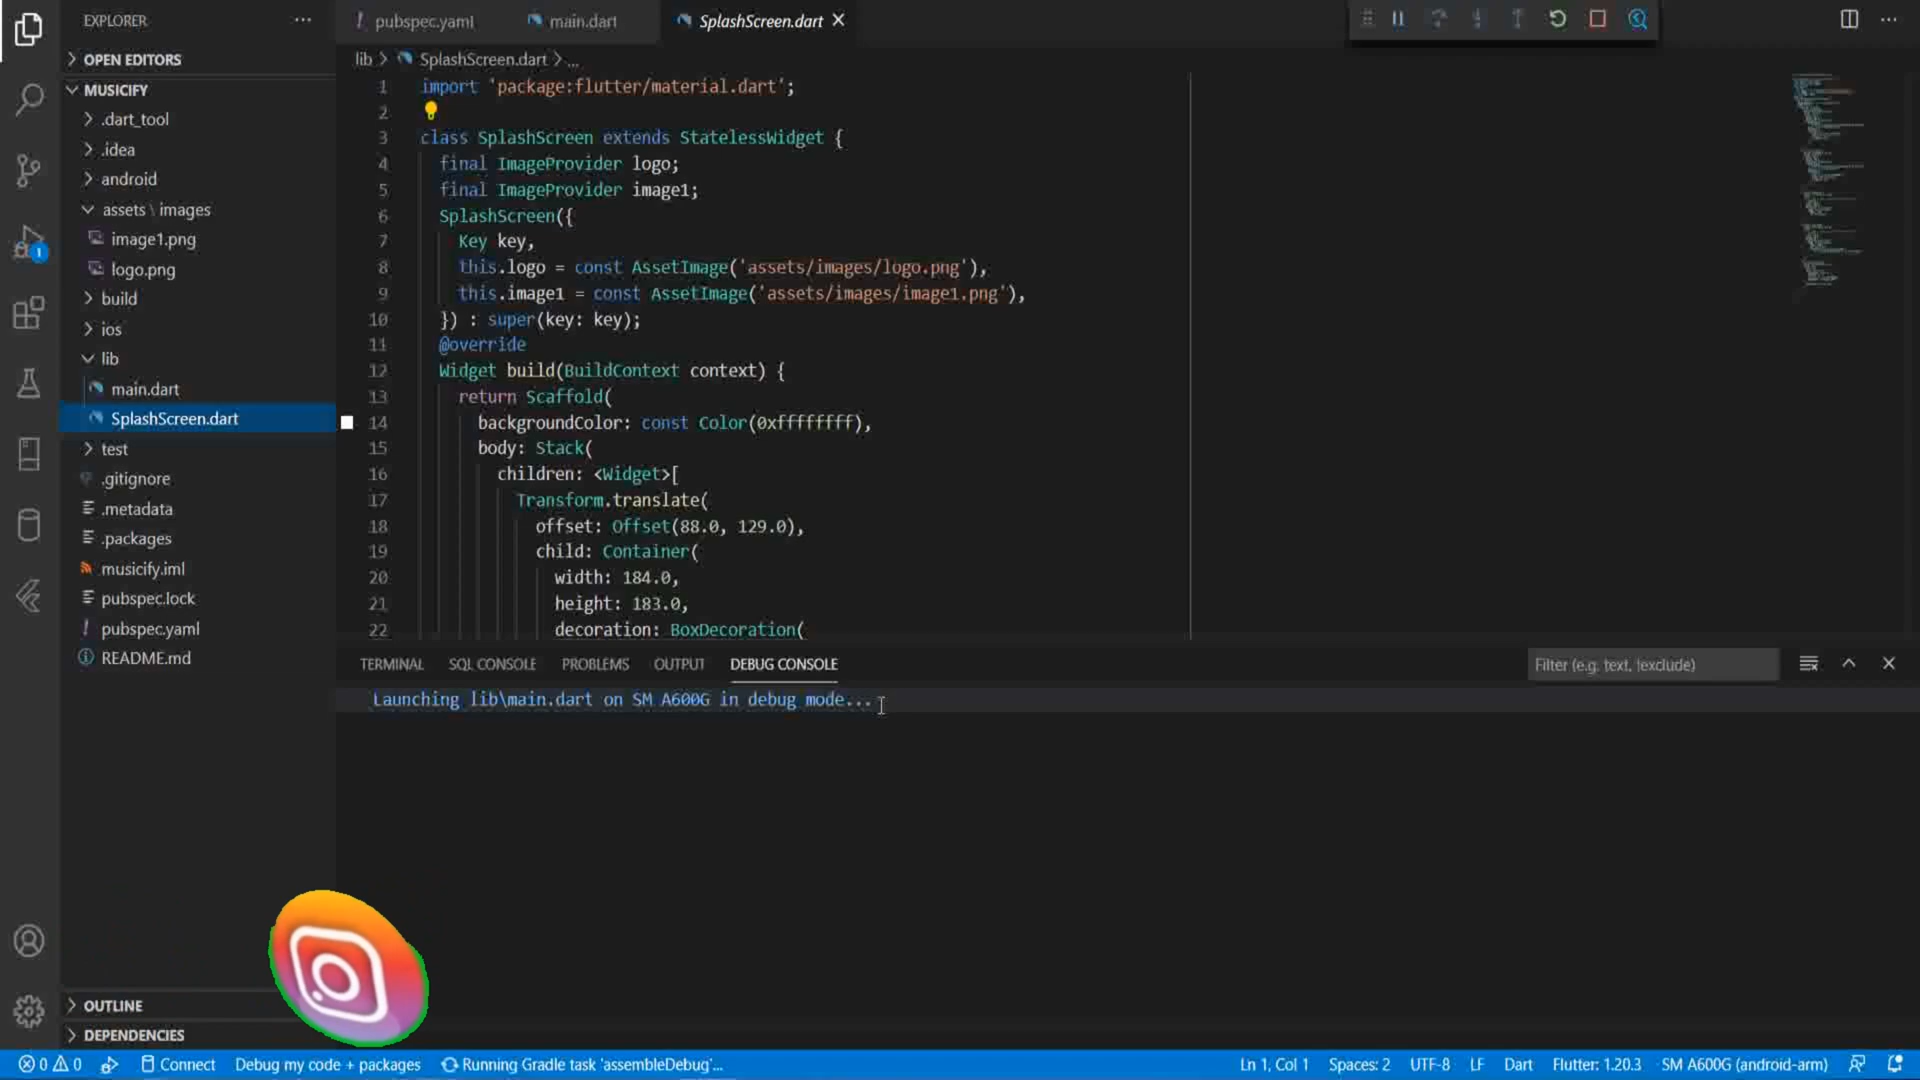 EXPLORER
OPEN EDITORS
MUSICIFY
.dart_tool
.idea
android
assets \ images
image1.png
logo.png
build
ios
lib
main.dart
SplashScreen.dart
test
.gitignore
.metadata
.packages
musicify.iml
pubspec.lock
pubspec.yaml
README.md
OUTLINE
DEPENDENCIES
1
pubspec.yaml
main.dart
SplashScreen.dart
lib > SplashScreen.dart > ...
1 import 'package:flutter/material.dart';
2
3 class SplashScreen extends StatelessWidget {
4 final ImageProvider logo;
5 final ImageProvider image1;
6 SplashScreen({
7 Key key,
8 this.logo = const AssetImage('assets/images/logo.png'),
9 this.image1 = const AssetImage('assets/images/image1.png'),
10 }) : super(key: key);
11 @override
12 Widget build(BuildContext context) {
13 return Scaffold(
14 backgroundColor: const Color(0xffffffff),
15 body: Stack(
16 children: <Widget>[
17 Transform.translate(
18 offset: Offset(88.0, 129.0),
19 child: Container(
20 width: 184.0,
21 height: 183.0,
22 decoration: BoxDecoration(
TERMINAL SQL CONSOLE PROBLEMS OUTPUT DEBUG CONSOLE
Filter (e.g. text, !exclude)
Launching lib\main.dart on SM A600G in debug mode...
0 0 Connect Debug my code + packages Running Gradle task 'assembleDebug'... Ln 1, Col 1 Spaces: 2 UTF-8 LF Dart Flutter: 1.20.3 SM A600G (android-arm)